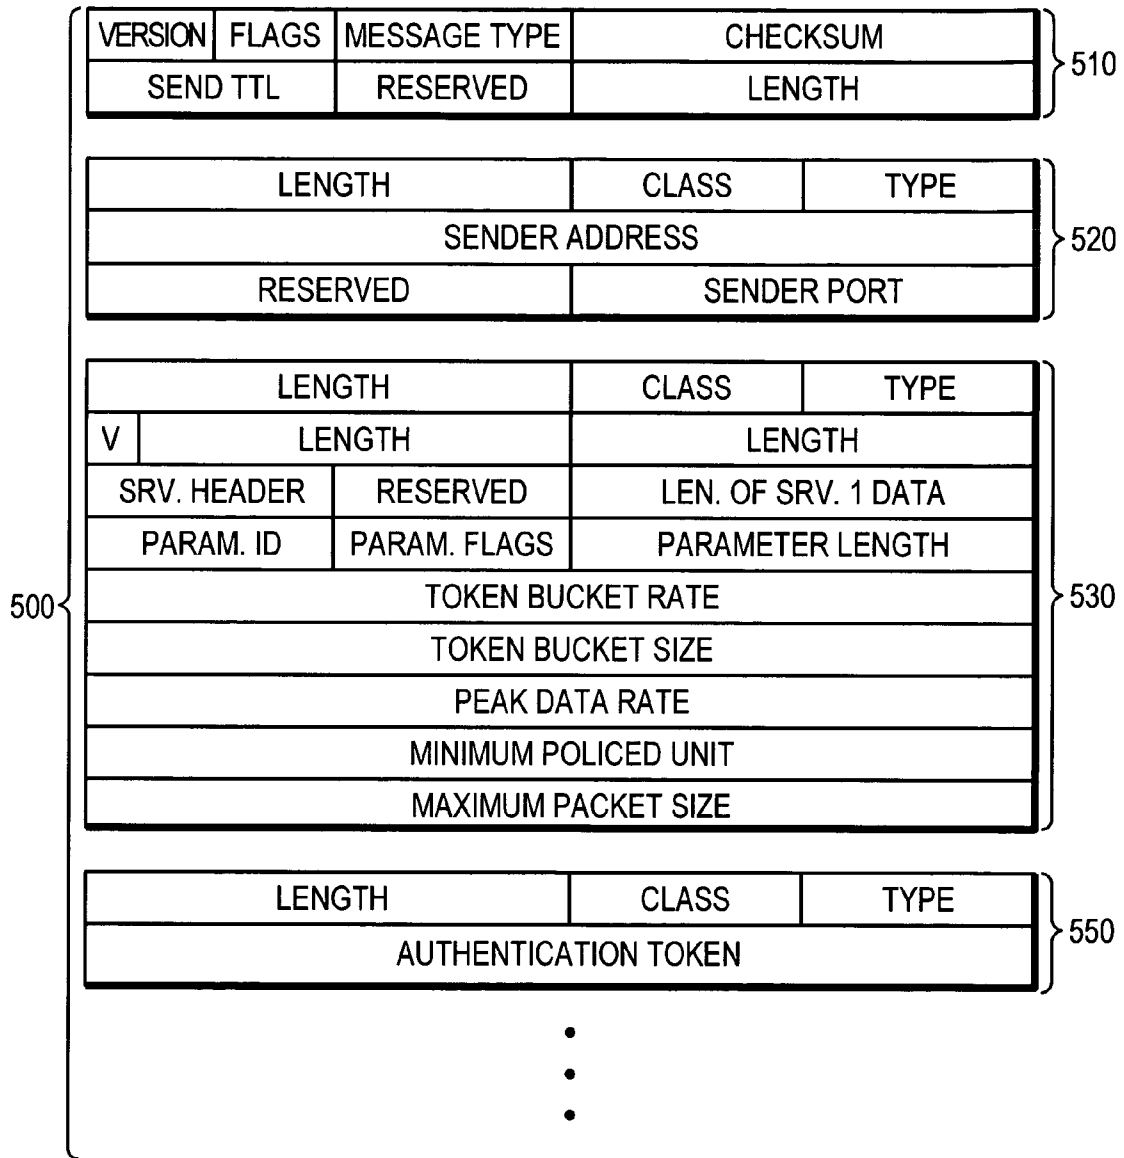 VERSION FLAGS MESSAGE TYPE CHECKSUM
SEND TTL RESERVED LENGTH
510
LENGTH CLASS TYPE
SENDER ADDRESS
520
RESERVED SENDER PORT
LENGTH CLASS TYPE
V LENGTH LENGTH
SRV. HEADER RESERVED LEN. OF SRV. 1 DATA
PARAM. ID PARAM. FLAGS PARAMETER LENGTH
500
TOKEN BUCKET RATE
530
TOKEN BUCKET SIZE
PEAK DATA RATE
MINIMUM POLICED UNIT
MAXIMUM PACKET SIZE
LENGTH CLASS TYPE
550
AUTHENTICATION TOKEN